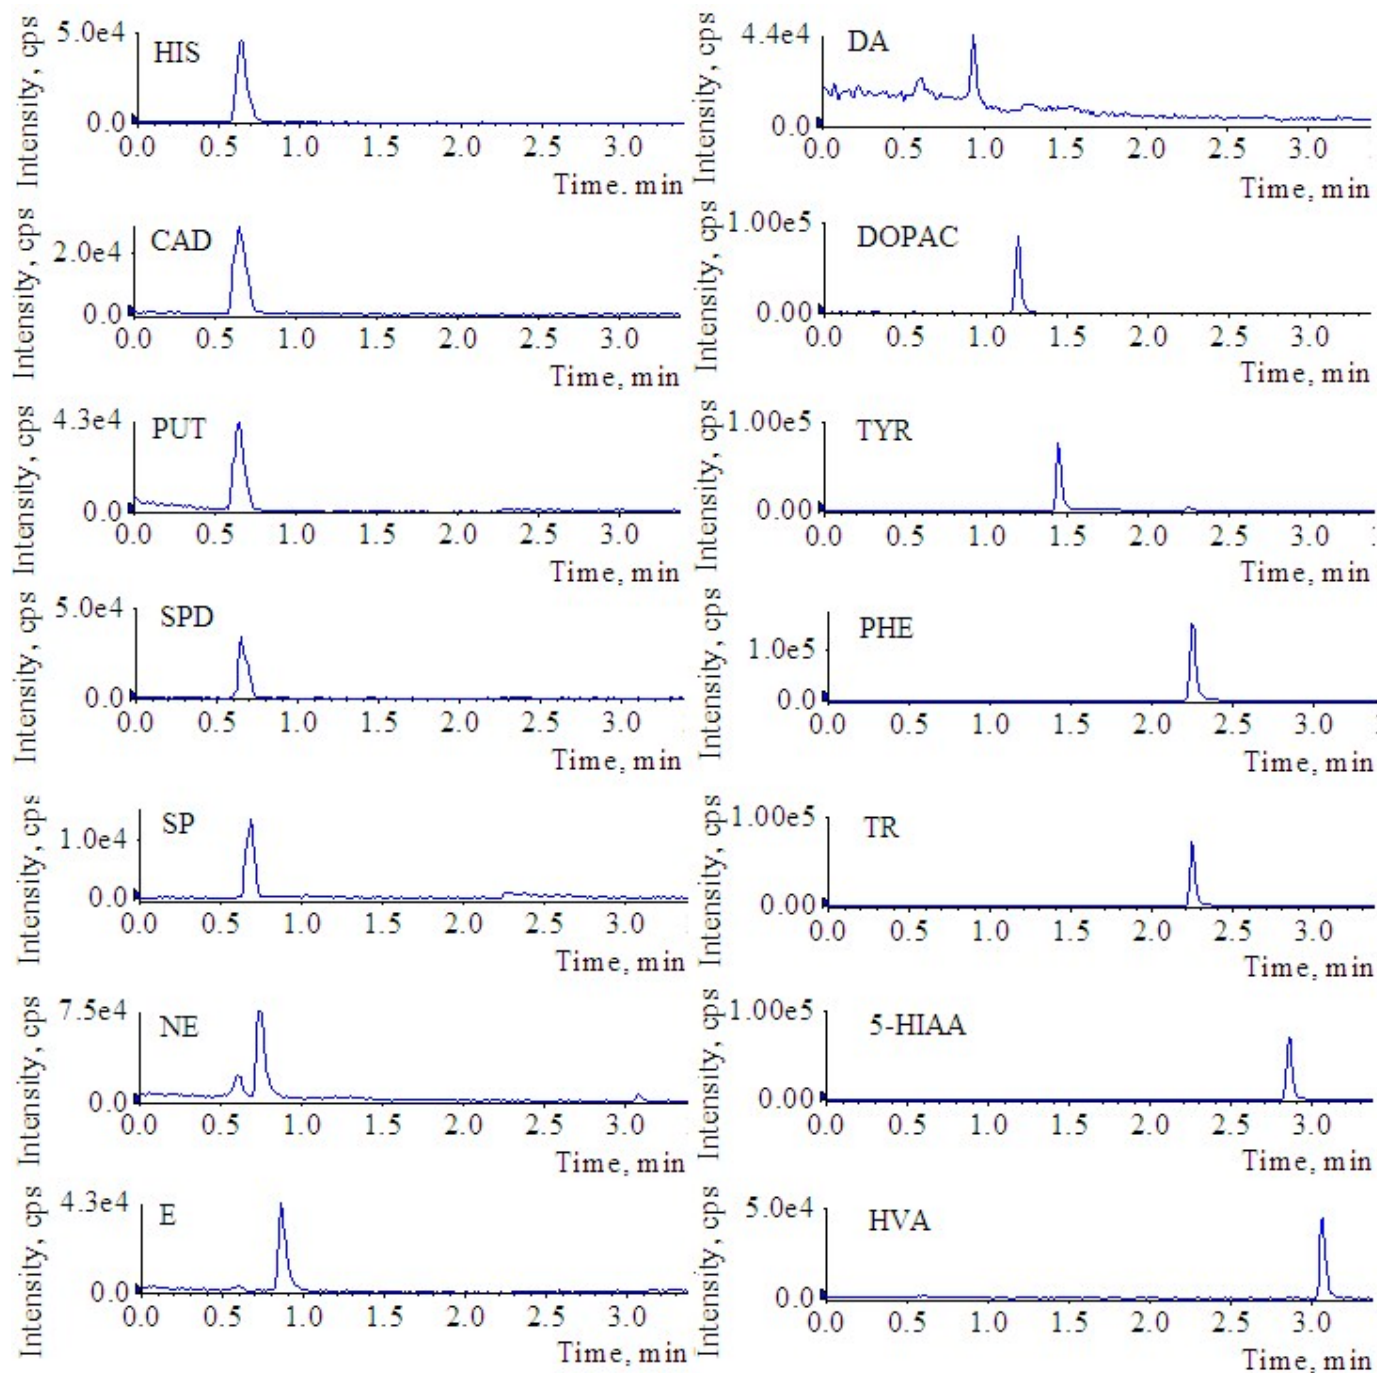 Intensity, cps
5.0e4
HIS
0.0
0.0 0.5 1.0 1.5 2.0 2.5 3.0
Time. min
Intensity, cps
CAD
2.0e4
0.0
0.0 0.5 1.0 1.5 2.0 2.5 3.0
Time, min
Intensity, cps
4.3e4
PUT
0.0
0.0 0.5 1.0 1.5 2.0 2.5 3.0
Time, min
Intensity, cps
5.0e4
SPD
0.0
0.0 0.5 1.0 1.5 2.0 2.5 3.0
Time, min
Intensity, cps
SP
1.0e4
0.0
0.0 0.5 1.0 1.5 2.0 2.5 3.0
Time, min
Intensity, cps
7.5e4
NE
0.0
0.0 0.5 1.0 1.5 2.0 2.5 3.0
Time, min
Intensity, cps
4.3e4
E
0.0
0.0 0.5 1.0 1.5 2.0 2.5 3.0
Time, min
Intensity, cps
4.4e4
DA
0.0
0.0 0.5 1.0 1.5 2.0 2.5 3.0
Time, min
Intensity, cps
1.00e5
DOPAC
0.00
0.0 0.5 1.0 1.5 2.0 2.5 3.0
Time, min
Intensity, cps
1.00e5
TYR
0.00
0.0 0.5 1.0 1.5 2.0 2.5 3.0
Time, min
Intensity, cps
PHE
1.0e5
0.0
0.0 0.5 1.0 1.5 2.0 2.5 3.0
Time, min
Intensity, cps
1.00e5
TR
0.00
0.0 0.5 1.0 1.5 2.0 2.5 3.0
Time, min
Intensity, cps
1.00e5
5-HIAA
0.00
0.0 0.5 1.0 1.5 2.0 2.5 3.0
Time, min
Intensity, cps
5.0e4
HVA
0.0
0.0 0.5 1.0 1.5 2.0 2.5 3.0
Time, min